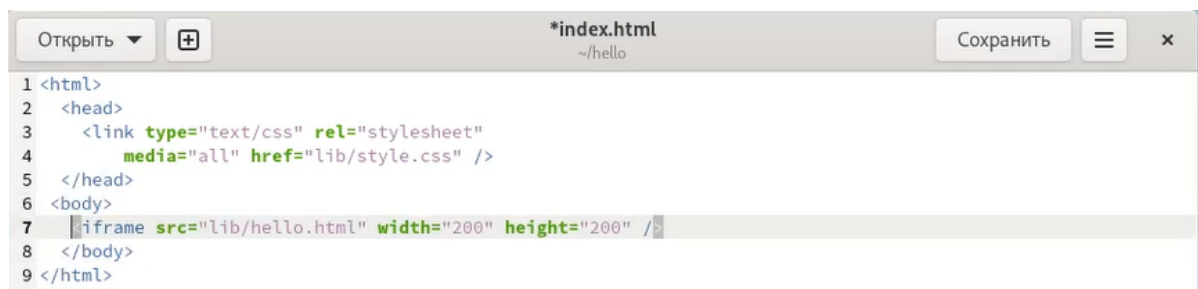 Открыть
*index.html
~/hello
Сохранить
1 <html>
2   <head>
3     <link type="text/css" rel="stylesheet"
4         media="all" href="lib/style.css" />
5   </head>
6  <body>
7    <iframe src="lib/hello.html" width="200" height="200" />
8   </body>
9 </html>